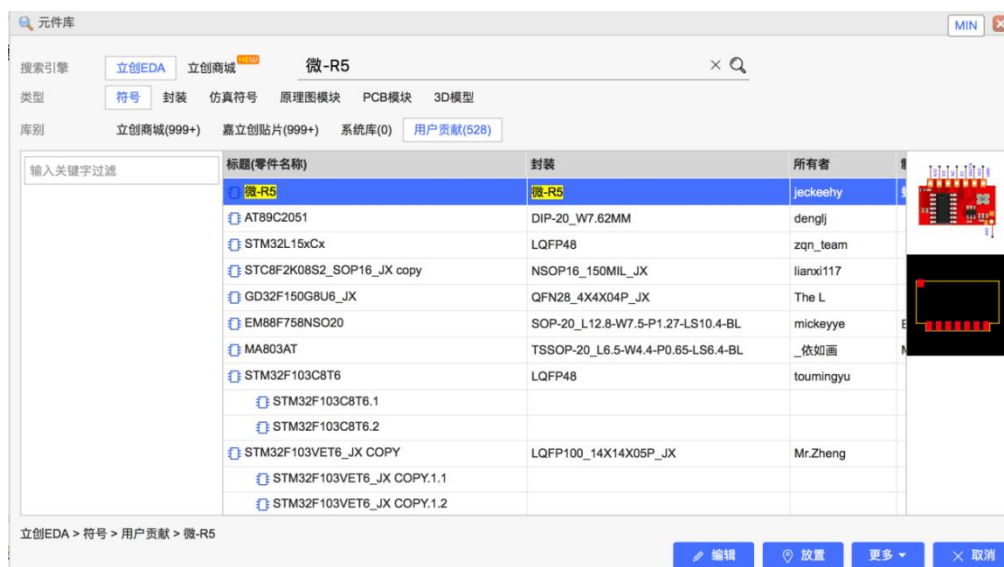 元件库 MIN
搜索引擎 立创EDA 立创商城 NEW 微-R5
类型 符号 封装 仿真符号 原理图模块 PCB模块 3D模型
库别 立创商城(999+) 嘉立创贴片(999+) 系统库(0) 用户贡献(528)
输入关键字过滤 标题(零件名称) 封装 所有者
微-R5 微-R5 jeckeehy
AT89C2051 DIP-20_W7.62MM denglj
STM32L15xCx LQFP48 zqn_team
STC8F2K08S2_SOP16_JX copy NSOP16_150MIL_JX lianxi117
GD32F150G8U6_JX QFN28_4X4X04P_JX The L
EM88F758NSO20 SOP-20_L12.8-W7.5-P1.27-LS10.4-BL mickeyye
MA803AT TSSOP-20_L6.5-W4.4-P0.65-LS6.4-BL _依如画
STM32F103C8T6 LQFP48 toumingyu
STM32F103C8T6.1
STM32F103C8T6.2
STM32F103VET6_JX COPY LQFP100_14X14X05P_JX Mr.Zheng
STM32F103VET6_JX COPY.1.1
STM32F103VET6_JX COPY.1.2
立创EDA > 符号 > 用户贡献 > 微-R5
编辑 放置 更多 取消